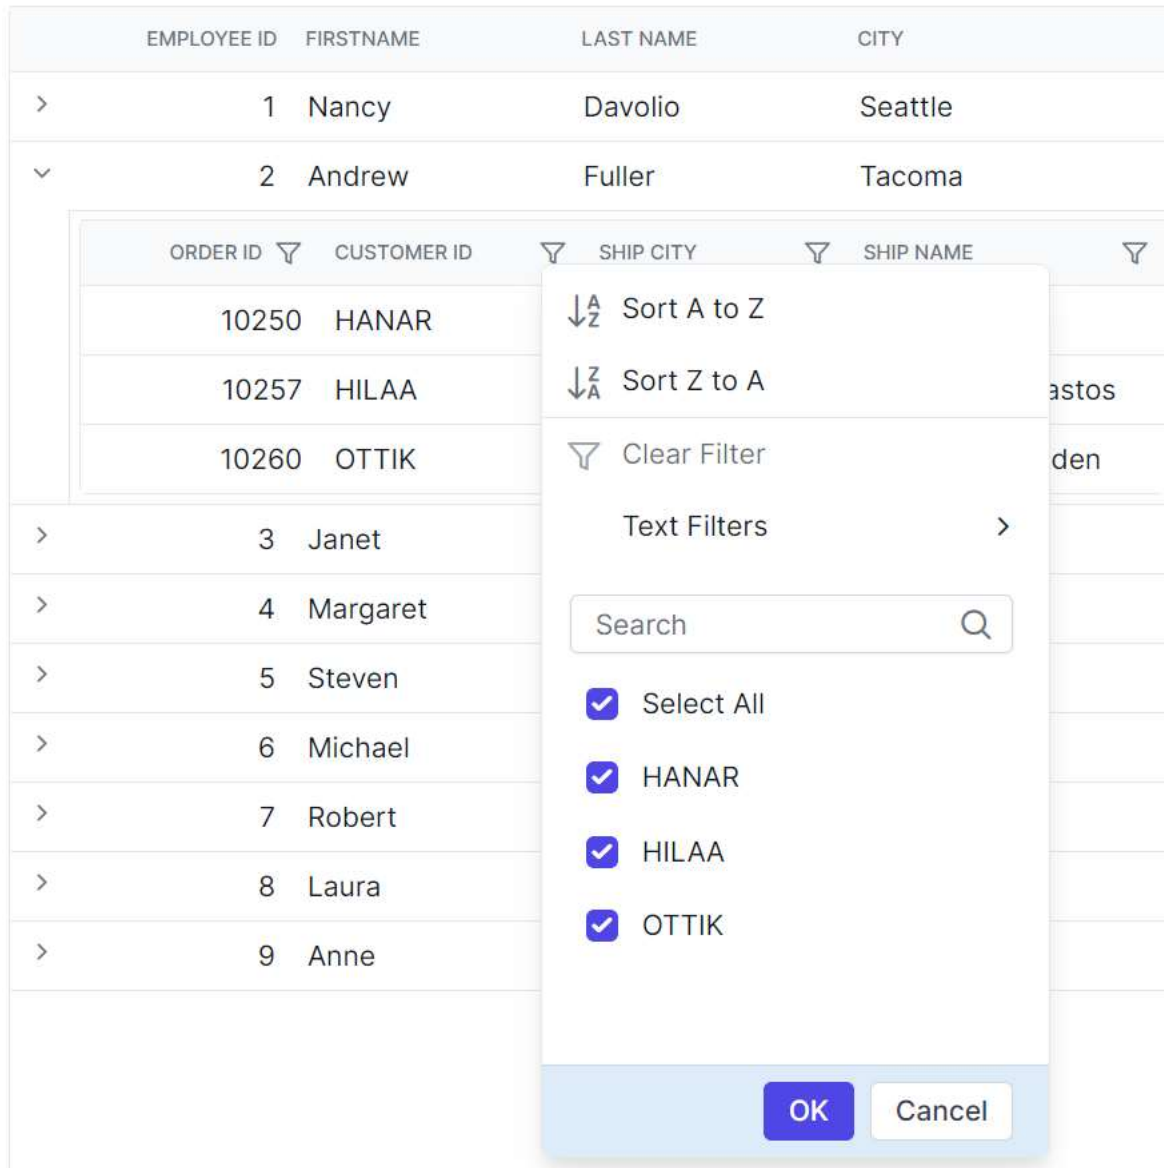 EMPLOYEE ID FIRSTNAME LAST NAME CITY
1 Nancy Davolio Seattle
2 Andrew Fuller Tacoma
ORDER ID CUSTOMER ID SHIP CITY SHIP NAME
10250 HANAR
10257 HILAA astos
10260 OTTIK den
3 Janet
4 Margaret
5 Steven
6 Michael
7 Robert
8 Laura
9 Anne
Sort A to Z
Sort Z to A
Clear Filter
Text Filters
Search
Select All
HANAR
HILAA
OTTIK
OK Cancel